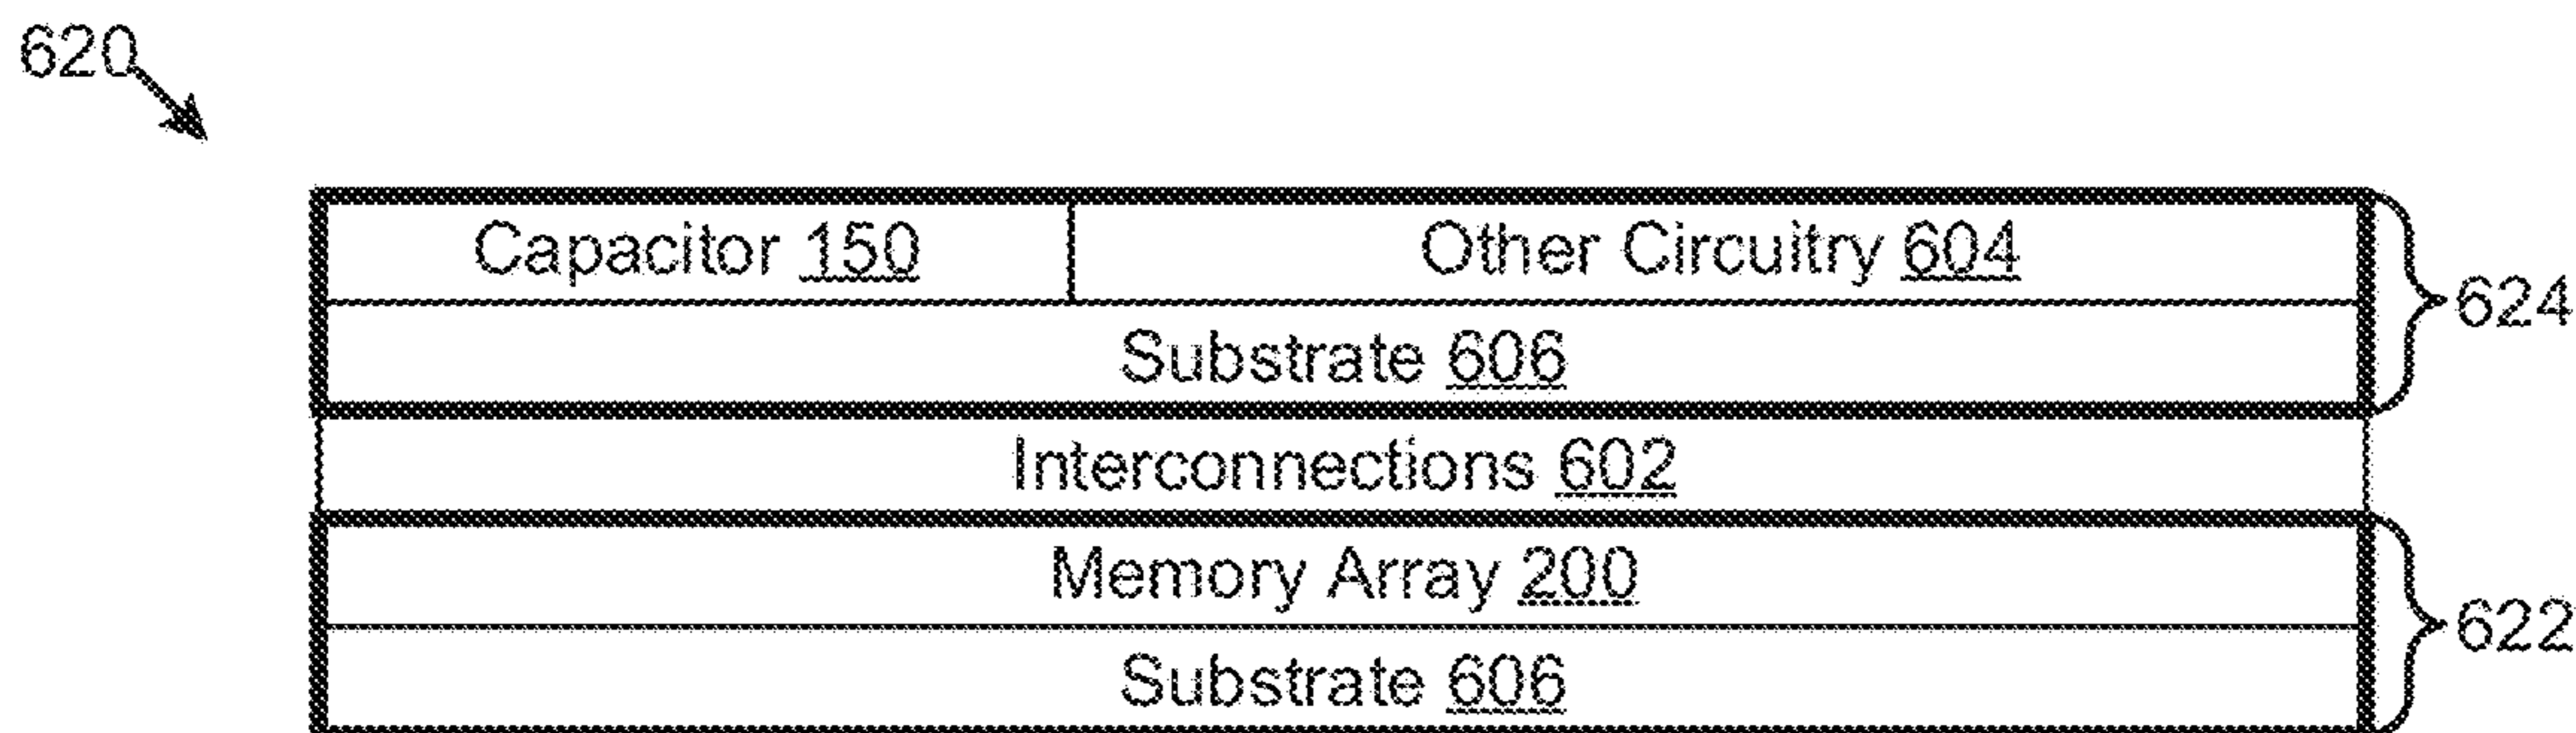 620
Capacitor 150
Other Circuitry 604
624
Substrate 606
Interconnections 602
Memory Array 200
622
Substrate 606